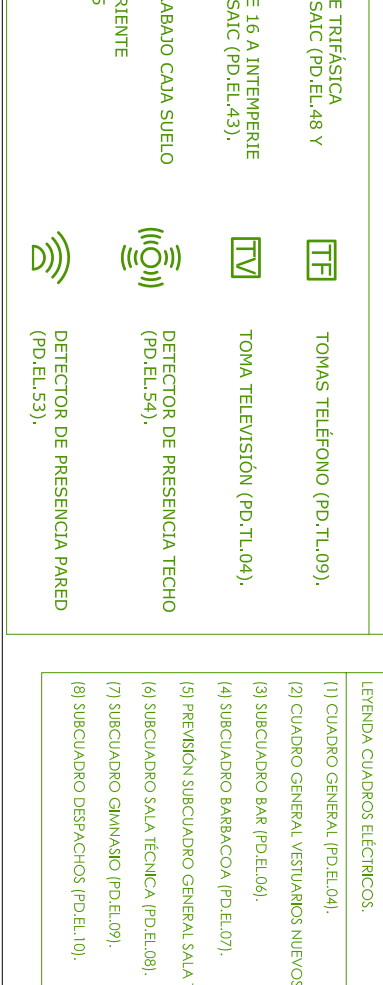 E TRIFÁSICA
SAIC (PD.EL.48 Y
E 16 A INTEMPERIE
SAIC (PD.EL.43).
ABAJO CAJA SUELO
RIENTE
TF
TOMAS TELÉFONO (PD.TL.09).
TV
TOMA TELEVISIÓN (PD.TL.04).
DETECTOR DE PRESENCIA TECHO
(PD.EL.54).
DETECTOR DE PRESENCIA PARED
(PD.EL.53).
LEYENDA CUADROS ELÉCTRICOS.
(1) CUADRO GENERAL (PD.EL.04).
(2) CUADRO GENERAL VESTUARIOS NUEVOS
(3) SUBCUADRO BAR (PD.EL.06).
(4) SUBCUADRO BARBACOA (PD.EL.07).
(5) PREVISIÓN SUBCUADRO GENERAL SALA
(6) SUBCUADRO SALA TÉCNICA (PD.EL.08).
(7) SUBCUADRO GIMNASIO (PD.EL.09).
(8) SUBCUADRO DESPACHOS (PD.EL.10).